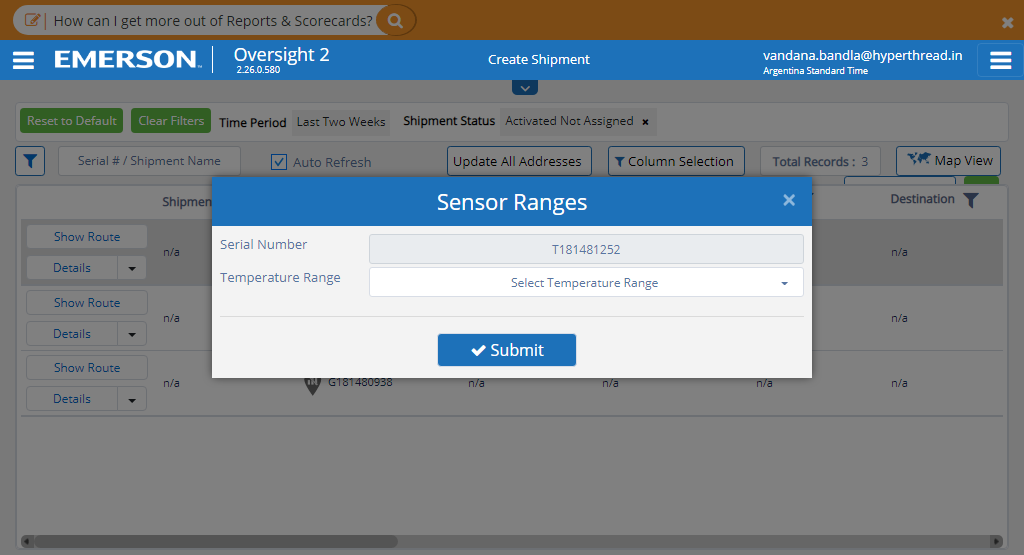 How can I get more out of Reports & Scorecards?
EMERSON
Oversight 2
2.26.0.580
Create Shipment
vandana.bandla@hyperthread.in
Argentina Standard Time
Reset to Default
Clear Filters
Time Period
Last Two Weeks
Shipment Status
Activated Not Assigned ×
Serial # / Shipment Name
Auto Refresh
Update All Addresses
Column Selection
Total Records : 3
Map View
Destination
Sensor Ranges ×
Serial Number
T181481252
Temperature Range
Select Temperature Range
Submit
Show Route
Details
n/a
n/a
Show Route
Details
n/a
n/a
Show Route
Details
n/a
G181480938
n/a
n/a
n/a
n/a